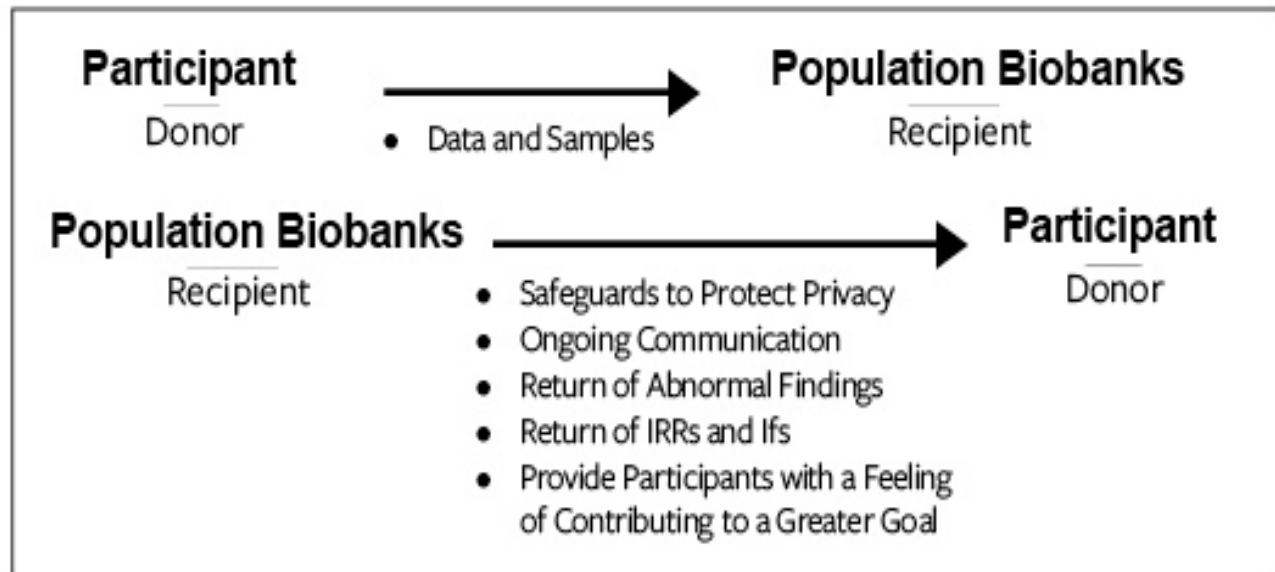 Participant
Donor
Population Biobanks
Recipient
• Data and Samples
Population Biobanks
Recipient
Participant
Donor
• Safeguards to Protect Privacy
• Ongoing Communication
• Return of Abnormal Findings
• Return of IRRs and Ifs
• Provide Participants with a Feeling
of Contributing to a Greater Goal